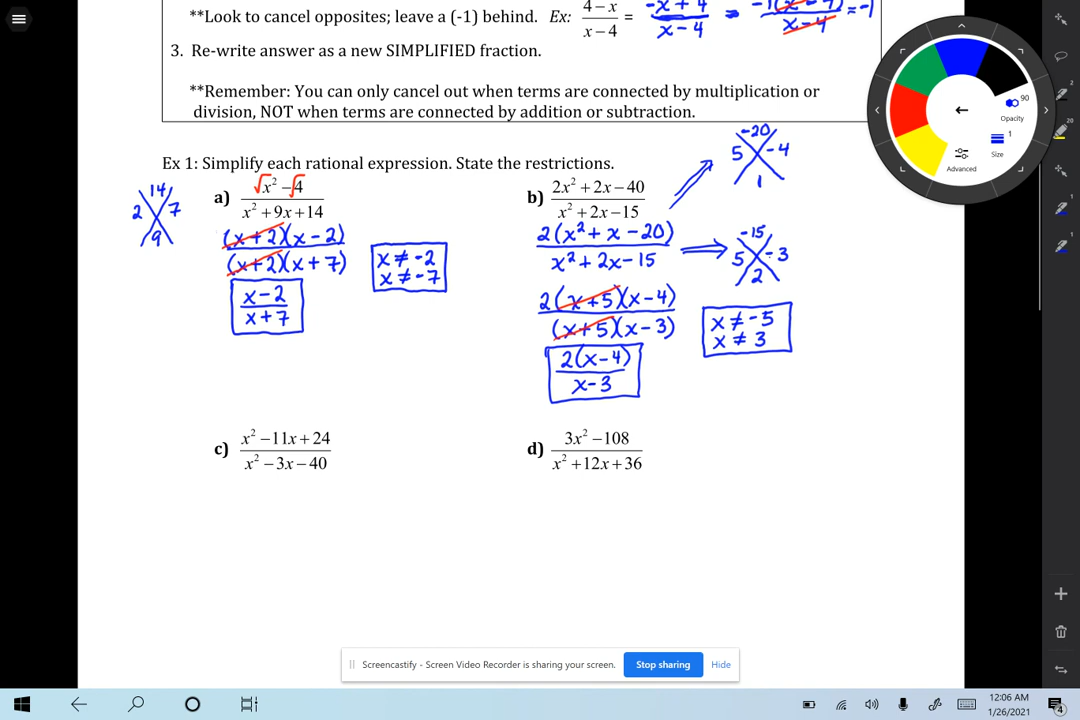 **Look to cancel opposites; leave a (-1) behind. Ex: 4−x / x−4 = -x+4 / x-4 = -1(x-4) / x-4 = -1
3. Re-write answer as a new SIMPLIFIED fraction.
**Remember: You can only cancel out when terms are connected by multiplication or
division, NOT when terms are connected by addition or subtraction.
Ex 1: Simplify each rational expression. State the restrictions.
a) √x² − √4
x² + 9x + 14
14
2 7
9
(x+2)(x-2)
(x+2)(x+7)
x ≠ -2
x ≠ -7
x-2
x+7
b) 2x² + 2x − 40
x² + 2x − 15
-20
5 -4
1
2(x²+x-20)
x²+2x-15
-15
5 -3
2
2(x+5)(x-4)
(x+5)(x-3)
x ≠ -5
x ≠ 3
2(x-4)
x-3
c) x² −11x + 24
x² − 3x − 40
d) 3x² −108
x² +12x + 36
90
Opacity
1
Size
Advanced
2
20
1
1
Screencastify - Screen Video Recorder is sharing your screen.
Stop sharing
Hide
12:06 AM
1/26/2021
4